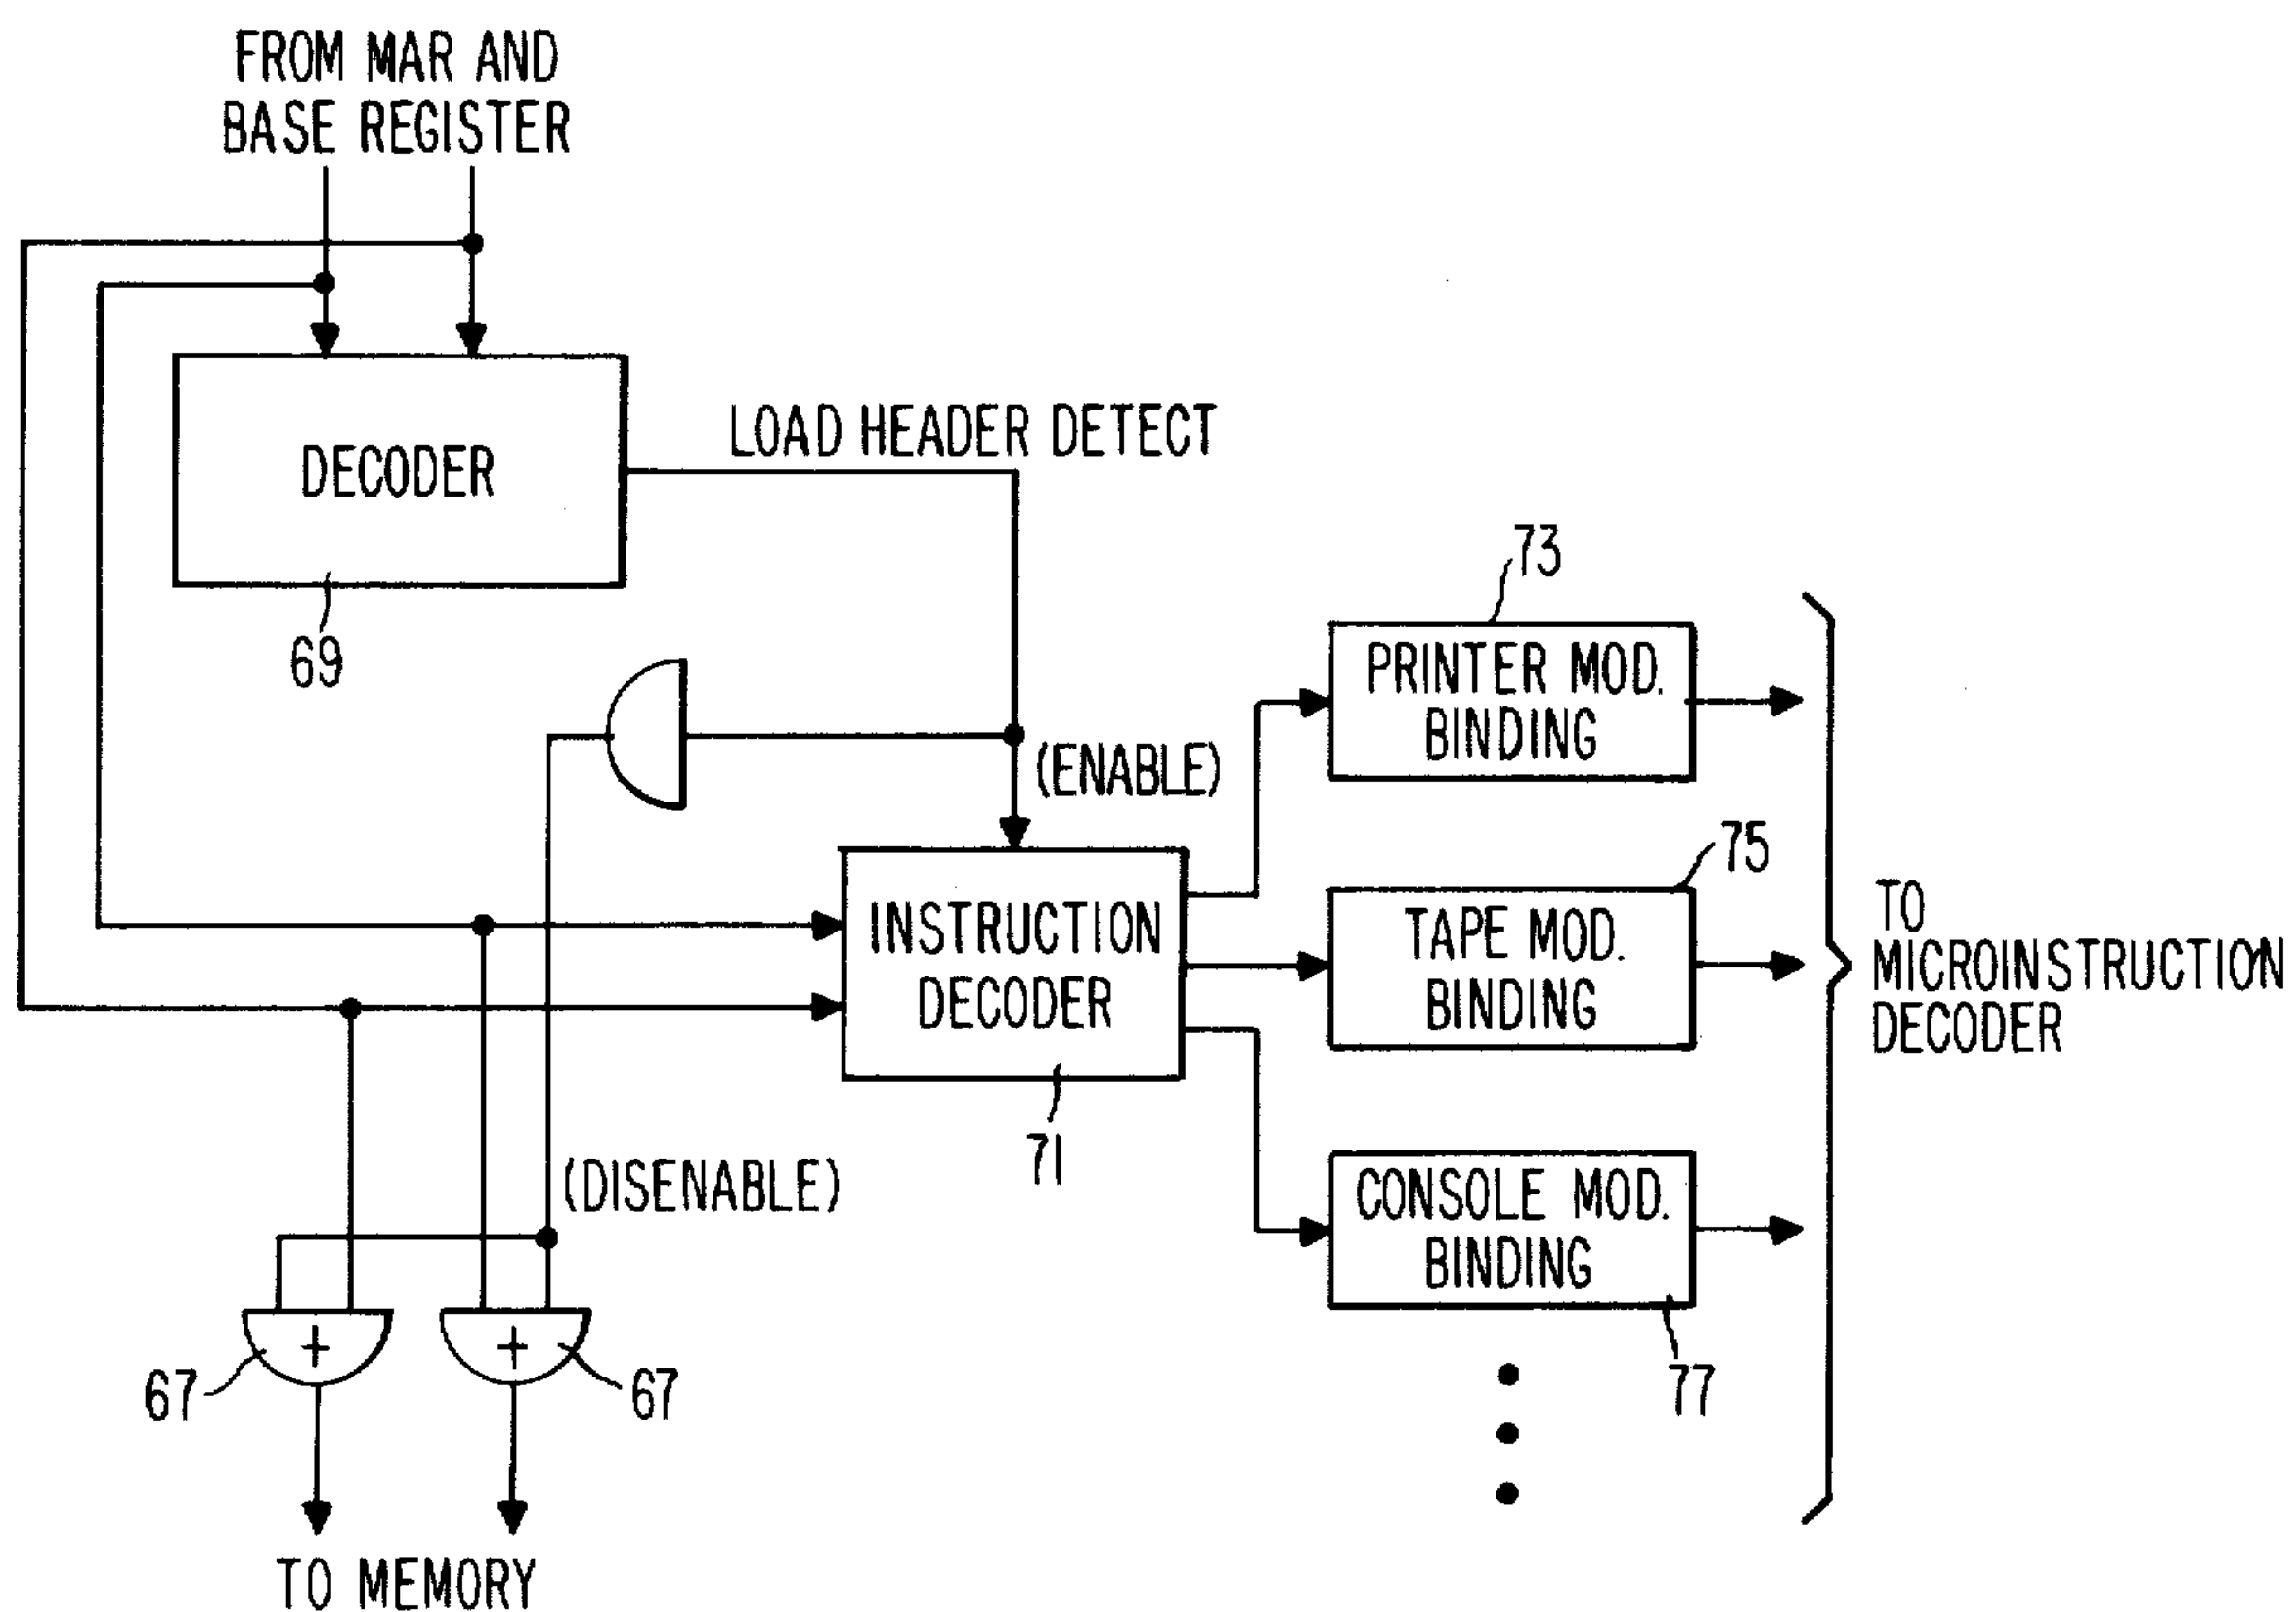 FROM MAR AND
BASE REGISTER
LOAD HEADER DETECT
DECODER
69
73
PRINTER MOD.
BINDING
(ENABLE)
75
INSTRUCTION
DECODER
71
TAPE MOD.
BINDING
TO
MICROINSTRUCTION
DECODER
(DISENABLE)
CONSOLE MOD.
BINDING
77
+
+
67
67
TO MEMORY